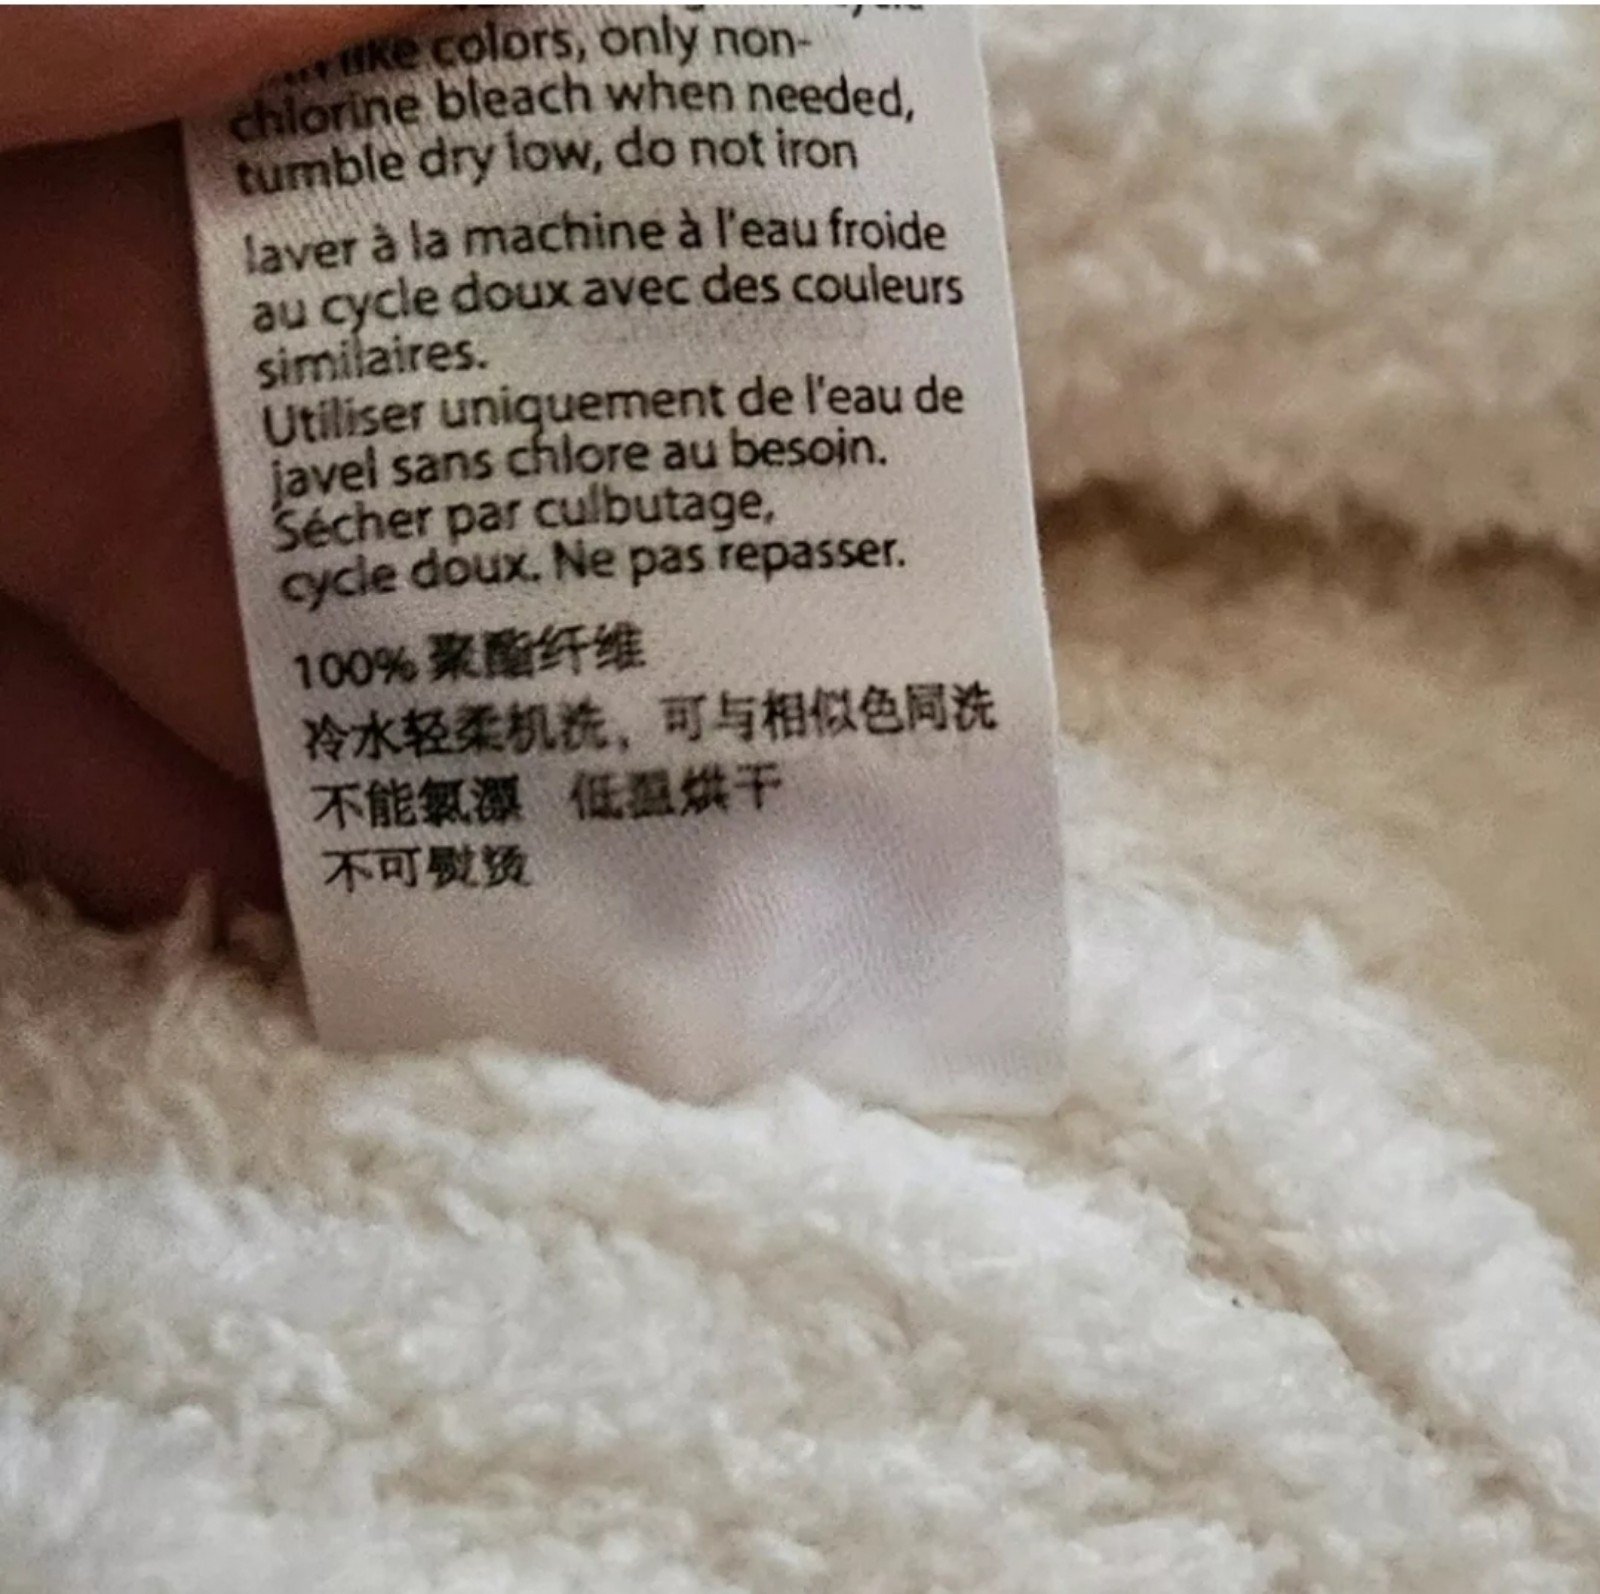 like colors, only non-
chlorine bleach when needed,
tumble dry low, do not iron
laver à la machine à l'eau froide
au cycle doux avec des couleurs
similaires.
Utiliser uniquement de l'eau de
javel sans chlore au besoin.
Sécher par culbutage,
cycle doux. Ne pas repasser.
100% 聚酯纤维
冷水轻柔机洗，可与相似色同洗
不能氯漂 低温烘干
不可熨烫